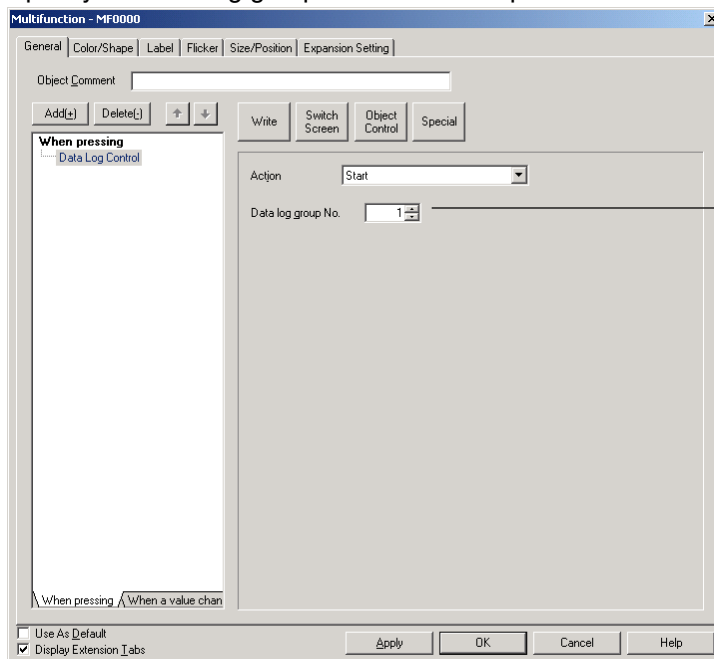 Multifunction - MF0000
General Color/Shape Label Flicker Size/Position Expansion Setting
Object Comment
Add(+) Delete(-)
Write Switch Screen Object Control Special
When pressing
Data Log Control
Action Start
Data log group No. 1
When pressing When a value chan
Use As Default
Display Extension Tabs
Apply OK Cancel Help